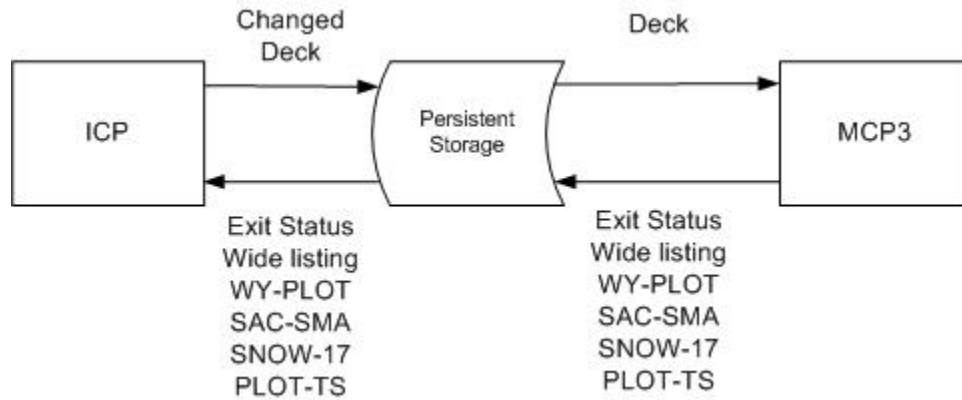 Changed
Deck
Deck
ICP
Persistent
Storage
MCP3
Exit Status
Wide listing
WY-PLOT
SAC-SMA
SNOW-17
PLOT-TS
Exit Status
Wide listing
WY-PLOT
SAC-SMA
SNOW-17
PLOT-TS